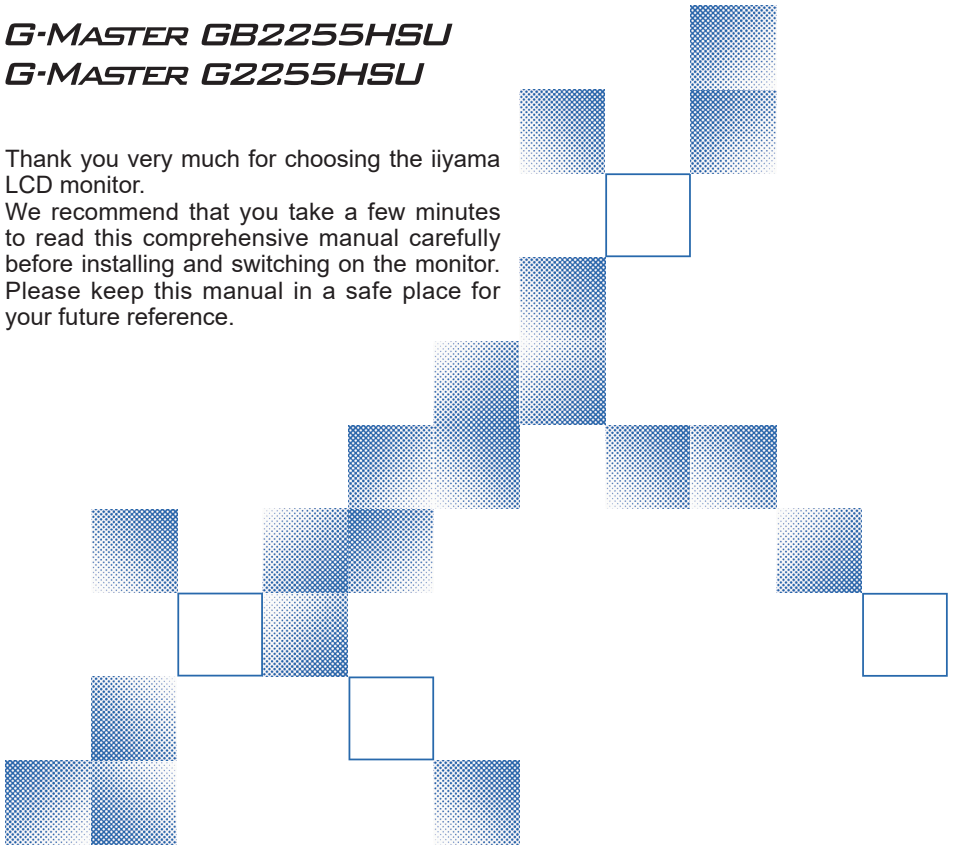 G-MASTER GB2255HSU
G-MASTER G2255HSU
Thank you very much for choosing the iiyama
LCD monitor.
We recommend that you take a few minutes
to read this comprehensive manual carefully
before installing and switching on the monitor.
Please keep this manual in a safe place for
your future reference.